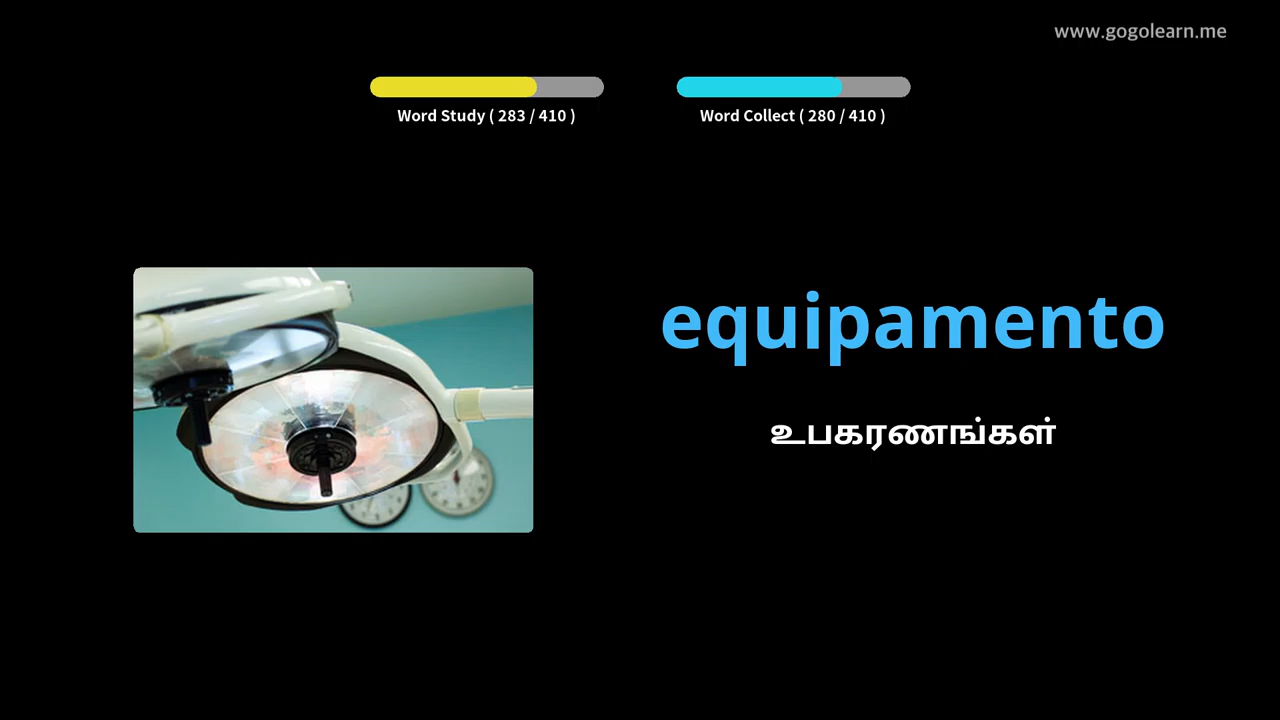 www.gogolearn.me
Word Study ( 283 / 410 )
Word Collect ( 280 / 410 )
equipamento
உபகரணங்கள்